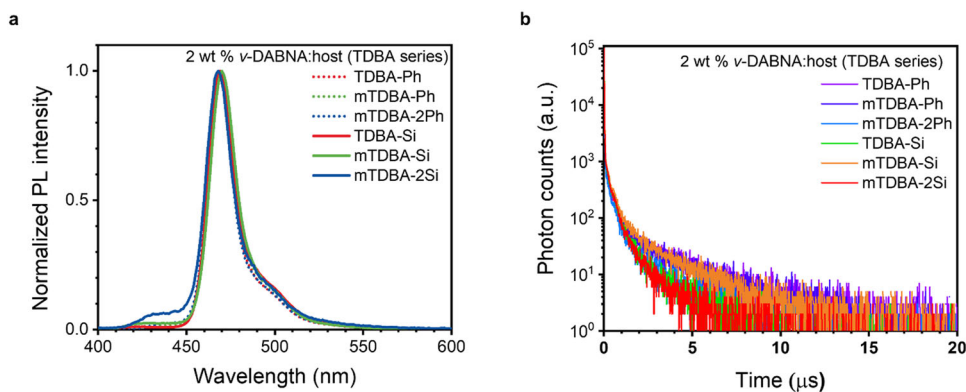 a
2 wt % v-DABNA:host (TDBA series)
TDBA-Ph
mTDBA-Ph
mTDBA-2Ph
TDBA-Si
mTDBA-Si
mTDBA-2Si
Normalized PL intensity
1.0
0.5
0.0
400 450 500 550 600
Wavelength (nm)
b
2 wt % v-DABNA:host (TDBA series)
TDBA-Ph
mTDBA-Ph
mTDBA-2Ph
TDBA-Si
mTDBA-Si
mTDBA-2Si
Photon counts (a.u.)
10⁵
10⁴
10³
10²
10¹
10⁰
0 5 10 15 20
Time (μs)